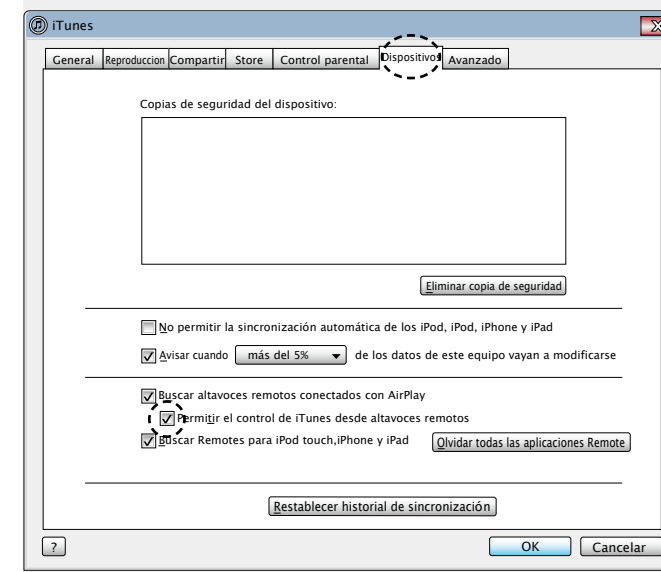 iTunes
General Reproduccion Compartir Store Control parental Dispositivos Avanzado
Copias de seguridad del dispositivo:
Eliminar copia de seguridad
No permitir la sincronización automática de los iPod, iPod, iPhone y iPad
Avisar cuando más del 5% de los datos de este equipo vayan a modificarse
Buscar altavoces remotos conectados con AirPlay
Permitir el control de iTunes desde altavoces remotos
Buscar Remotes para iPod touch,iPhone y iPad Olvidar todas las aplicaciones Remote
Restablecer historial de sincronización
? OK Cancelar